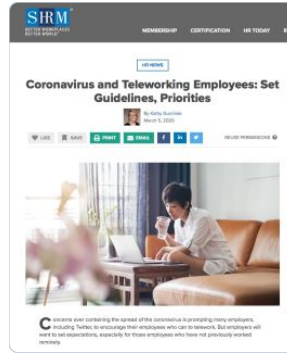 SHRM
BETTER WORKPLACES
BETTER WORLD
MEMBERSHIP CERTIFICATION HR TODAY
HR NEWS
Coronavirus and Teleworking Employees: Set
Guidelines, Priorities
By Kathy
March 5, 2020
LIKE SAVE PRINT EMAIL f in REUSE PERMISSIONS
Concerns over containing the spread of the coronavirus is prompting many employers,
including Twitter, to encourage their employees who can to telework. But employers will
want to set expectations, especially for those employees who have not previously worked
remotely.